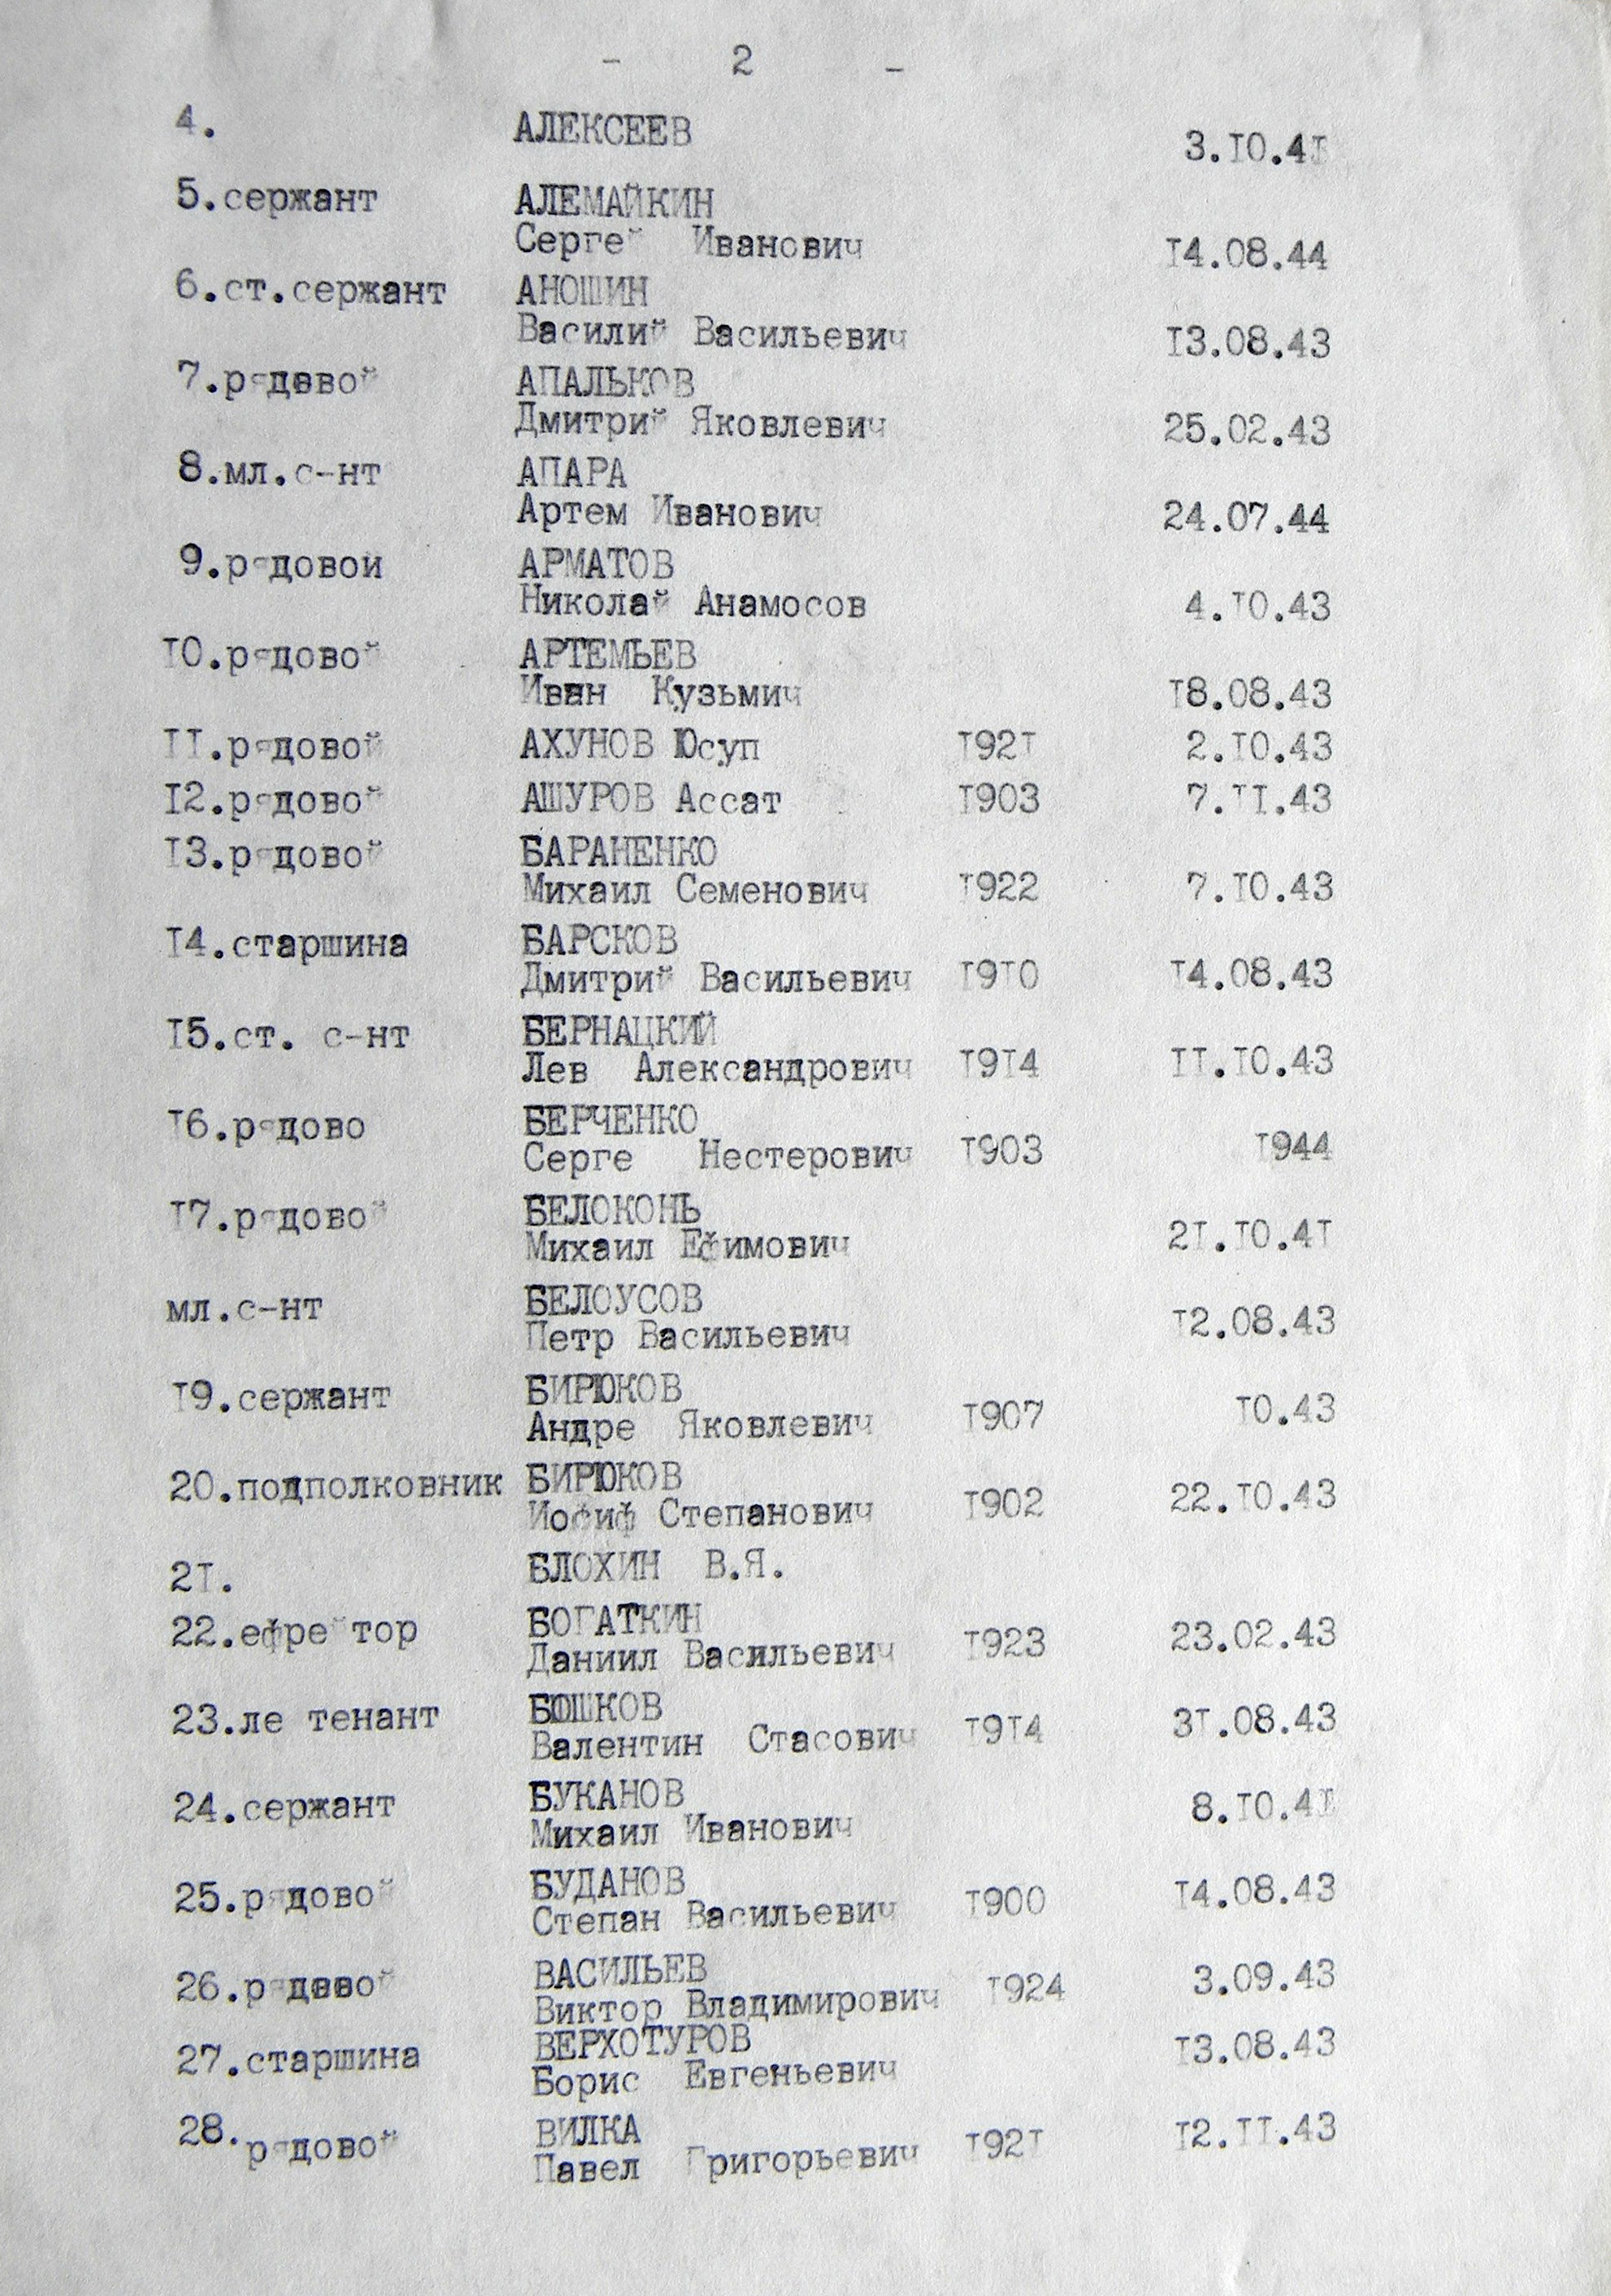 - 2 -
4. АЛЕКСЕЕВ 3.10.41
5.сержант АЛЕМАЙКИН
Сергей Иванович 14.08.44
6.ст.сержант АНОШИН
Василий Васильевич 13.08.43
7.рядевой АПАЛЬКОВ
Дмитрий Яковлевич 25.02.43
8.мл.с-нт АПАРА
Артем Иванович 24.07.44
9.рядовои АРМАТОВ
Николай Анамосов 4.10.43
10.рядовой АРТЕМЬЕВ
Иван Кузьмич 18.08.43
11.рядовой АХУНОВ Юсуп 1921 2.10.43
12.рядовой АШУРОВ Ассат 1903 7.11.43
13.рядовой БАРАНЕНКО
Михаил Семенович 1922 7.10.43
14.старшина БАРСКОВ
Дмитрий Васильевич 1910 14.08.43
15.ст. с-нт БЕРНАЦКИЙ
Лев Александрович 1914 11.10.43
16.рядово БЕРЧЕНКО
Серге Нестерович 1903 1944
17.рядовой БЕЛОКОНЬ
Михаил Ефимович 21.10.41
мл.с-нт БЕЛОУСОВ
Петр Васильевич 12.08.43
19.сержант БИРЮКОВ
Андре Яковлевич 1907 10.43
20.подполковник БИРЮКОВ
Иосиф Степанович 1902 22.10.43
21. БЛОХИН В.Я.
22.ефрейтор БОГАТКИН
Даниил Васильевич 1923 23.02.43
23.ле тенант БОШКОВ
Валентин Стасович 1914 31.08.43
24.сержант БУКАНОВ
Михаил Иванович 8.10.41
25.рядовой БУДАНОВ
Степан Васильевич 1900 14.08.43
26.рядовой ВАСИЛЬЕВ
Виктор Владимирович 1924 3.09.43
27.старшина ВЕРХОТУРОВ
Борис Евгеньевич 13.08.43
28.рядовой ВИЛКА
Павел Григорьевич 1921 12.11.43